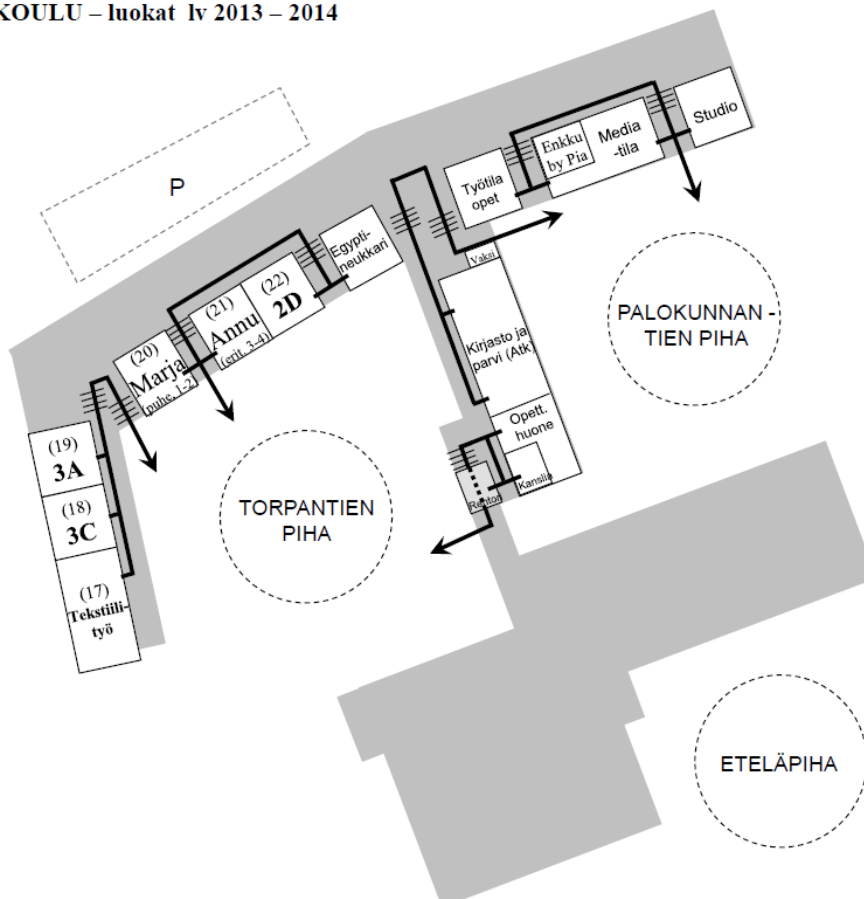 KOULU – luokat lv 2013 – 2014
P
Studio
Media
-tila
Enkku
by Pia
Työtila
opet
Egypti-
neukkari
Vaksi
(22)
2D
(21)
Annu
(erit. 3-4)
(20)
Marja
(puhe. 1-2)
PALOKUNNAN -
TIEN PIHA
Kirjasto ja
parvi (Atk)
Opett.
huone
Kanslia
Rehtori
(19)
3A
(18)
3C
(17)
Tekstiili-
työ
TORPANTIEN
PIHA
ETELÄPIHA